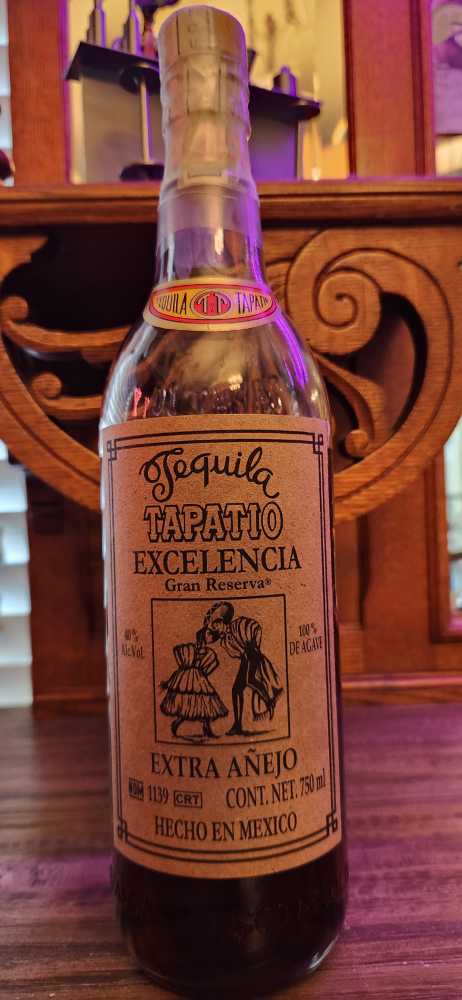 TEQUILA T.T TAPATIO
Tequila
TAPATIO
EXCELENCIA
Gran Reserva®
40%
Alc.Vol.
100%
DE AGAVE
EXTRA AÑEJO
NOM 1139 CRT CONT. NET. 750 ml
HECHO EN MEXICO